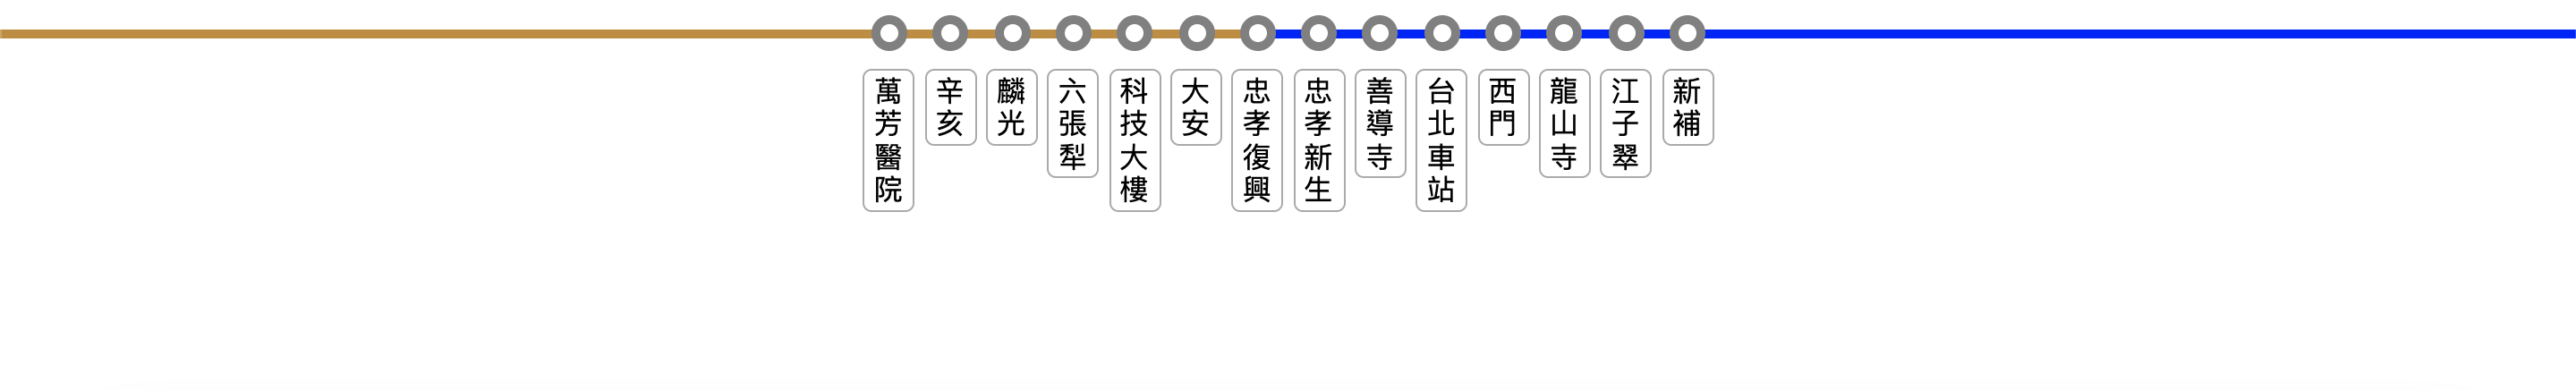 萬芳醫院
辛亥
麟光
六張犁
科技大樓
大安
忠孝復興
忠孝新生
善導寺
台北車站
西門
龍山寺
江子翠
新補